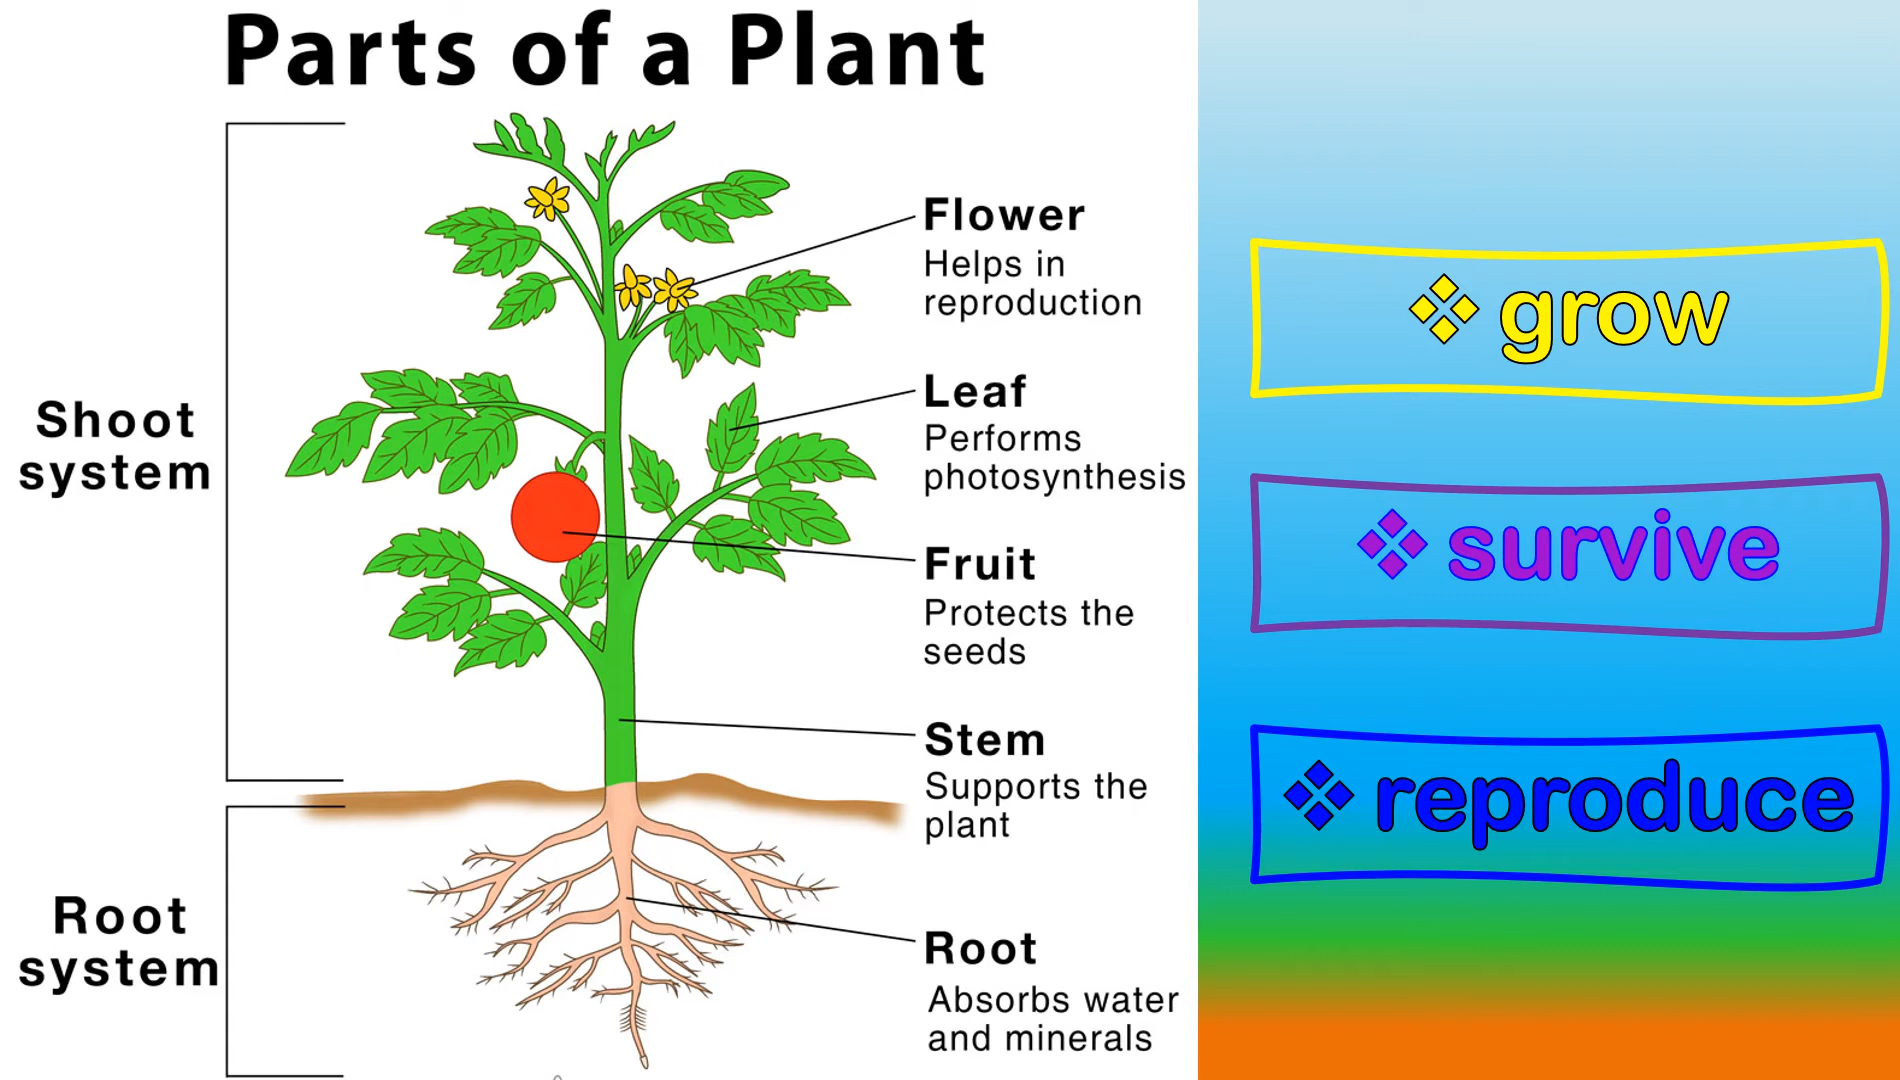 Parts of a Plant
Shoot
system
Root
system
Flower
Helps in
reproduction
Leaf
Performs
photosynthesis
Fruit
Protects the
seeds
Stem
Supports the
plant
Root
Absorbs water
and minerals
❖ grow
❖ survive
❖ reproduce